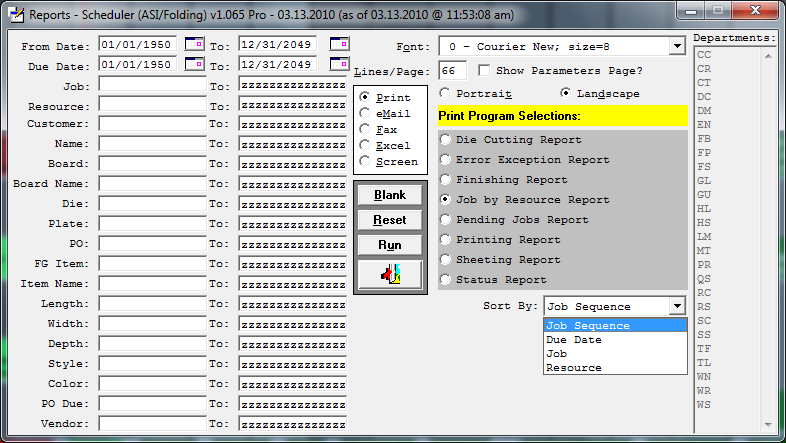 Reports - Scheduler (ASI/Folding) v1.065 Pro - 03.13.2010 (as of 03.13.2010 @ 11:53:08 am)
From Date: 01/01/1950 To: 12/31/2049
Due Date: 01/01/1950 To: 12/31/2049
Job: To: zzzzzzzzzzzzzzz
Resource: To: zzzzzzzzzzzzzzz
Customer: To: zzzzzzzzzzzzzzz
Name: To: zzzzzzzzzzzzzzz
Board: To: zzzzzzzzzzzzzzz
Board Name: To: zzzzzzzzzzzzzzz
Die: To: zzzzzzzzzzzzzzz
Plate: To: zzzzzzzzzzzzzzz
PO: To: zzzzzzzzzzzzzzz
FG Item: To: zzzzzzzzzzzzzzz
Item Name: To: zzzzzzzzzzzzzzz
Length: To: zzzzzzzzzzzzzzz
Width: To: zzzzzzzzzzzzzzz
Depth: To: zzzzzzzzzzzzzzz
Style: To: zzzzzzzzzzzzzzz
Color: To: zzzzzzzzzzzzzzz
PO Due: To: zzzzzzzzzzzzzzz
Vendor: To: zzzzzzzzzzzzzzz
Font: 0 - Courier New; size=8
Lines/Page: 66 Show Parameters Page?
Portrait Landscape
Print
eMail
Fax
Excel
Screen
Blank
Reset
Run
Print Program Selections:
Die Cutting Report
Error Exception Report
Finishing Report
Job by Resource Report
Pending Jobs Report
Printing Report
Sheeting Report
Status Report
Sort By: Job Sequence
Job Sequence
Due Date
Job
Resource
Departments:
CC
CR
CT
DC
DM
EN
FB
FP
FS
GL
GU
HL
HS
LM
MT
PR
QS
RC
RS
SC
SS
TF
TL
WN
WR
WS